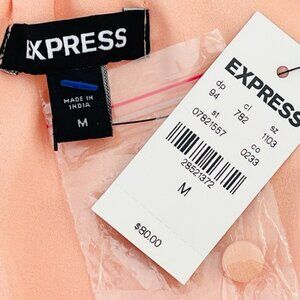 EXPRESS
MADE IN
INDIA
M
EXPRESS
dp cl sz
94 782 1103
st co
07821557 0233
28521372
M
$80.00